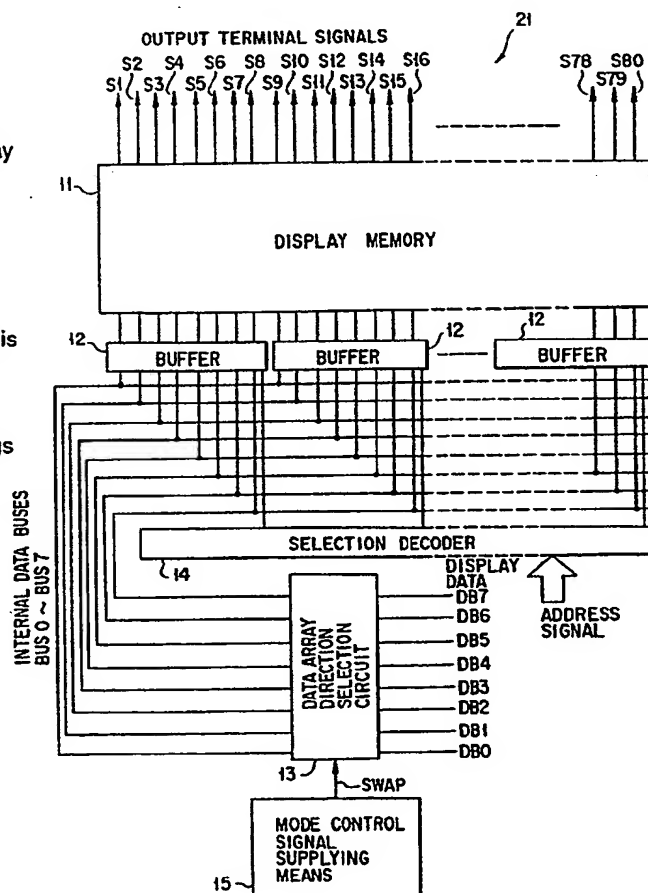 OUTPUT TERMINAL SIGNALS
21
S1 S2 S3 S4 S5 S6 S7 S8 S9 S10 S11 S12 S13 S14 S15 S16 S78 S79 S80
ay
11
DISPLAY MEMORY
is
12 12 12
BUFFER BUFFER BUFFER
gs
INTERNAL DATA BUSES
BUS 0 ~ BUS 7
SELECTION DECODER
14
DISPLAY
DATA
ADDRESS
SIGNAL
DATA ARRAY
DIRECTION
SELECTION
CIRCUIT
DB7
DB6
DB5
DB4
DB3
DB2
DB1
DB0
13
SWAP
MODE CONTROL
SIGNAL
SUPPLYING
MEANS
15